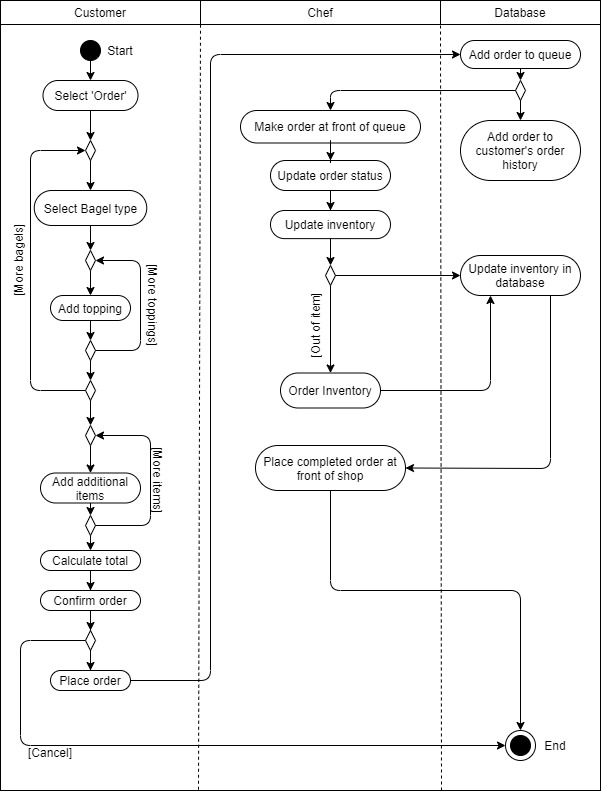 Customer
Chef
Database
Start
Select 'Order'
Select Bagel type
[More bagels]
[More toppings]
Add topping
[More items]
Add additional
items
Calculate total
Confirm order
Place order
[Cancel]
Add order to queue
Add order to
customer's order
history
Make order at front of queue
Update order status
Update inventory
Update inventory in
database
[Out of item]
Order Inventory
Place completed order at
front of shop
End